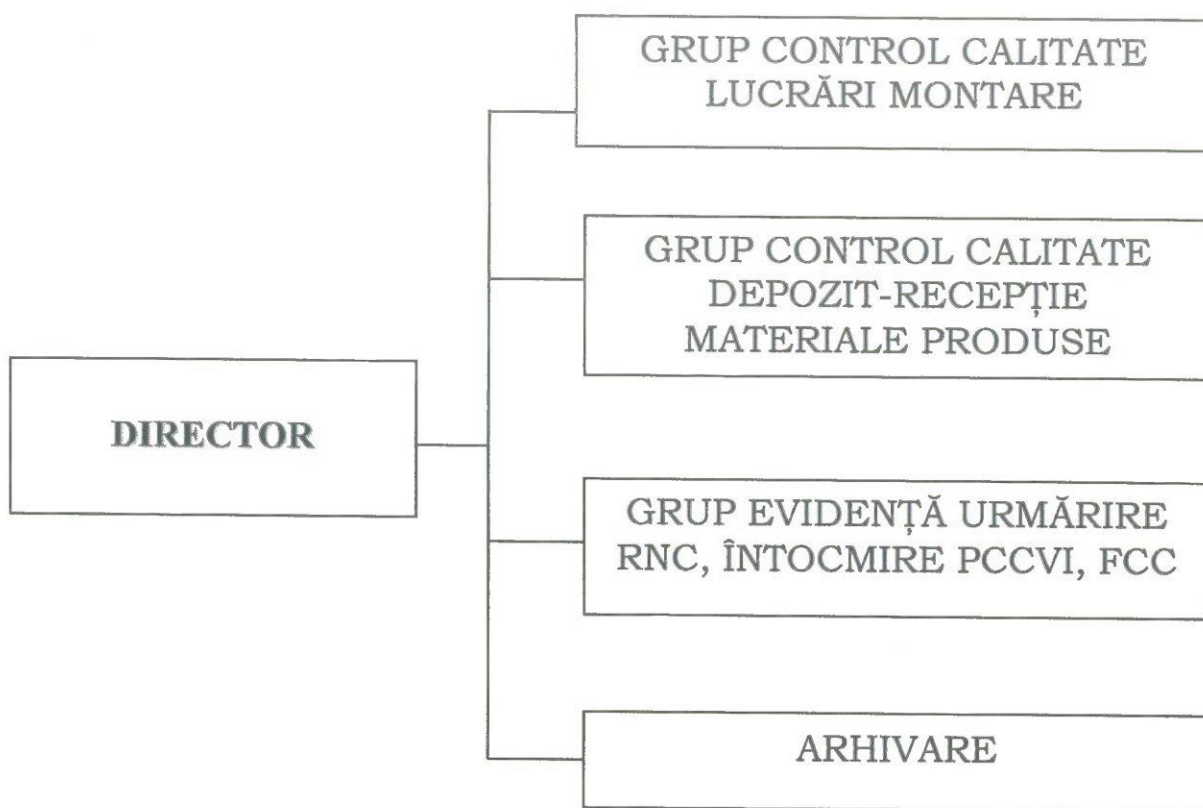 GRUP CONTROL CALITATE
LUCRĂRI MONTARE
GRUP CONTROL CALITATE
DEPOZIT-RECEPȚIE
MATERIALE PRODUSE
DIRECTOR
GRUP EVIDENȚĂ URMĂRIRE
RNC, ÎNTOCMIRE PCCVI, FCC
ARHIVARE